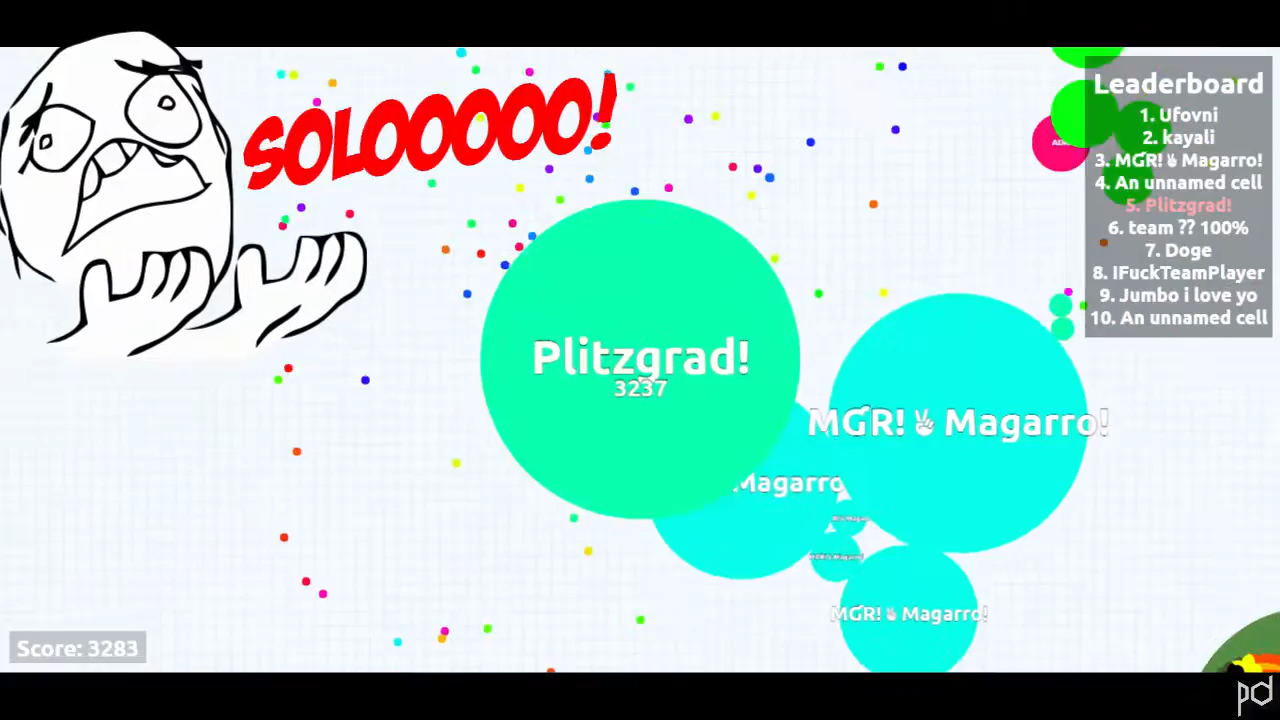 SOLOOOOO!
Leaderboard
1. Ufovni
2. kayali
3. MGR!✌Magarro!
4. An unnamed cell
5. Plitzgrad!
6. team ?? 100%
7. Doge
8. IFuckTeamPlayer
9. Jumbo i love yo
10. An unnamed cell
Plitzgrad!
3237
MGR!✌Magarro!
Magarro
MGR!✌Magarro!
Score: 3283
pd